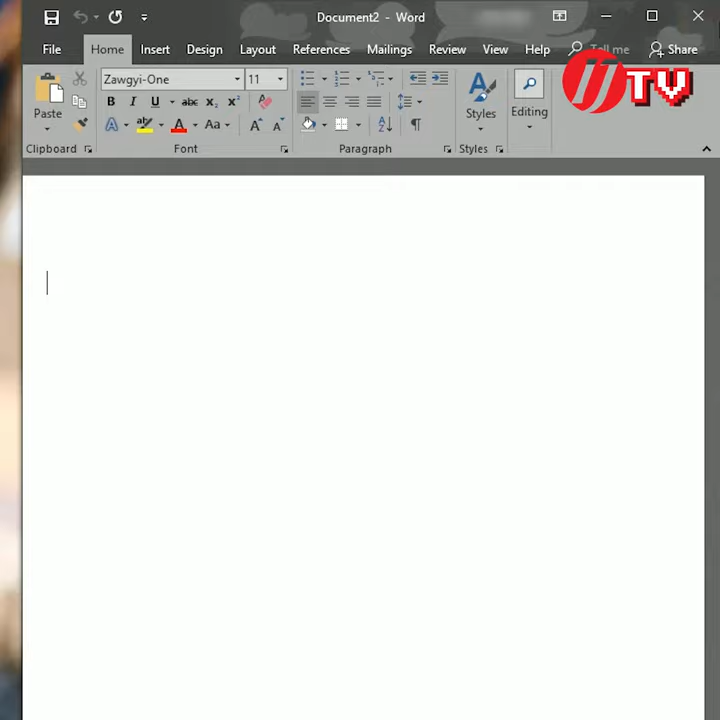 Document2 - Word
File Home Insert Design Layout References Mailings Review View Help Tell me Share
TV
Zawgyi-One 11
Paste B I U abc X₂ X² Styles Editing
A aby A Aa A A
Clipboard Font Paragraph Styles